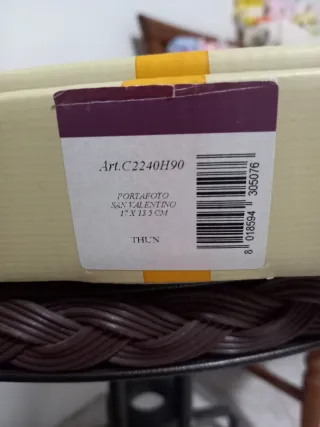 Art.C2240H90
PORTAFOTO
SAN VALENTINO
17 X 13 5 CM
THUN
8 018594 305076